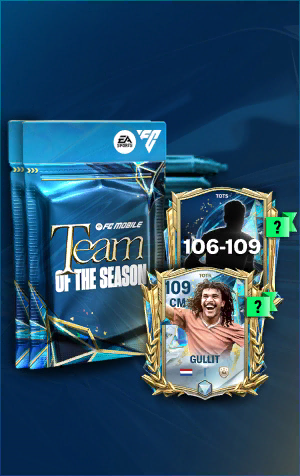 EA
SPORTS
FC
FC MOBILE
Team
OF THE SEASON
TOTS
106-109
?
109
CM
TOTS
?
GULLIT